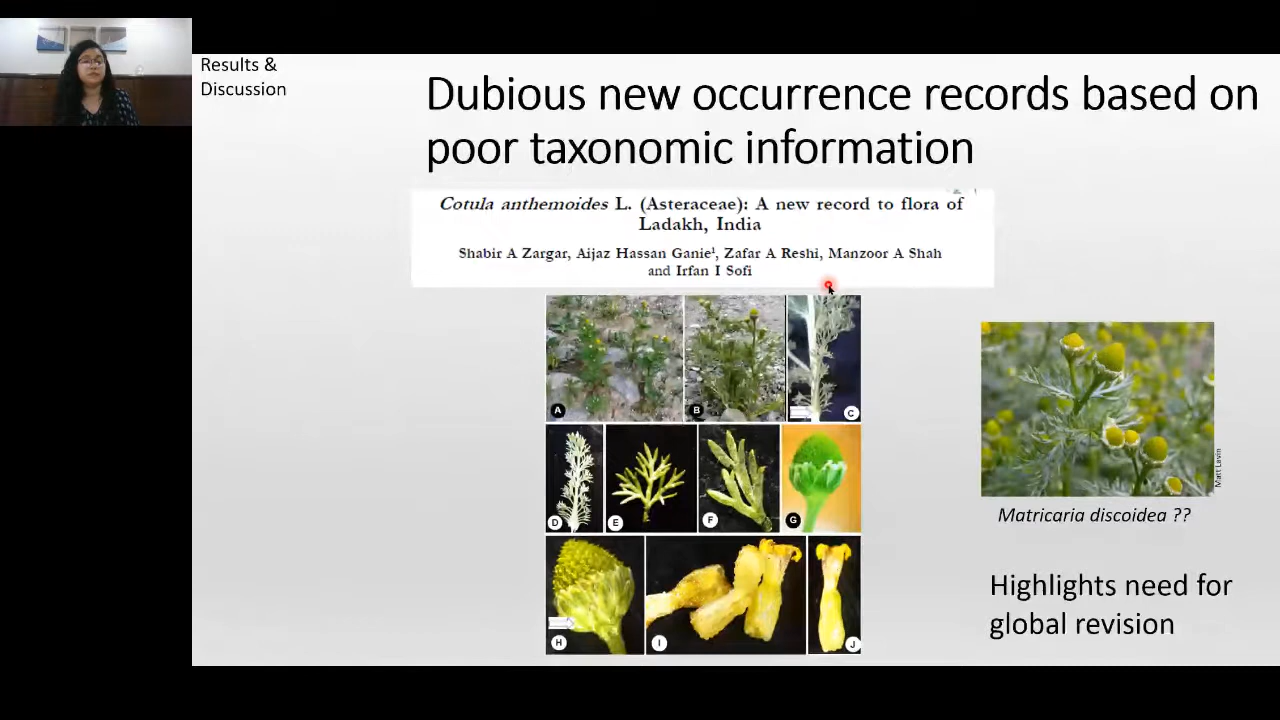 Results &
Discussion
Dubious new occurrence records based on
poor taxonomic information
Cotula anthemoides L. (Asteraceae): A new record to flora of
Ladakh, India
Shabir A Zargar, Aijaz Hassan Ganie¹, Zafar A Reshi, Manzoor A Shah
and Irfan I Sofi
A
B
C
D
E
F
G
H
I
J
Matt Lavin
Matricaria discoidea ??
Highlights need for
global revision